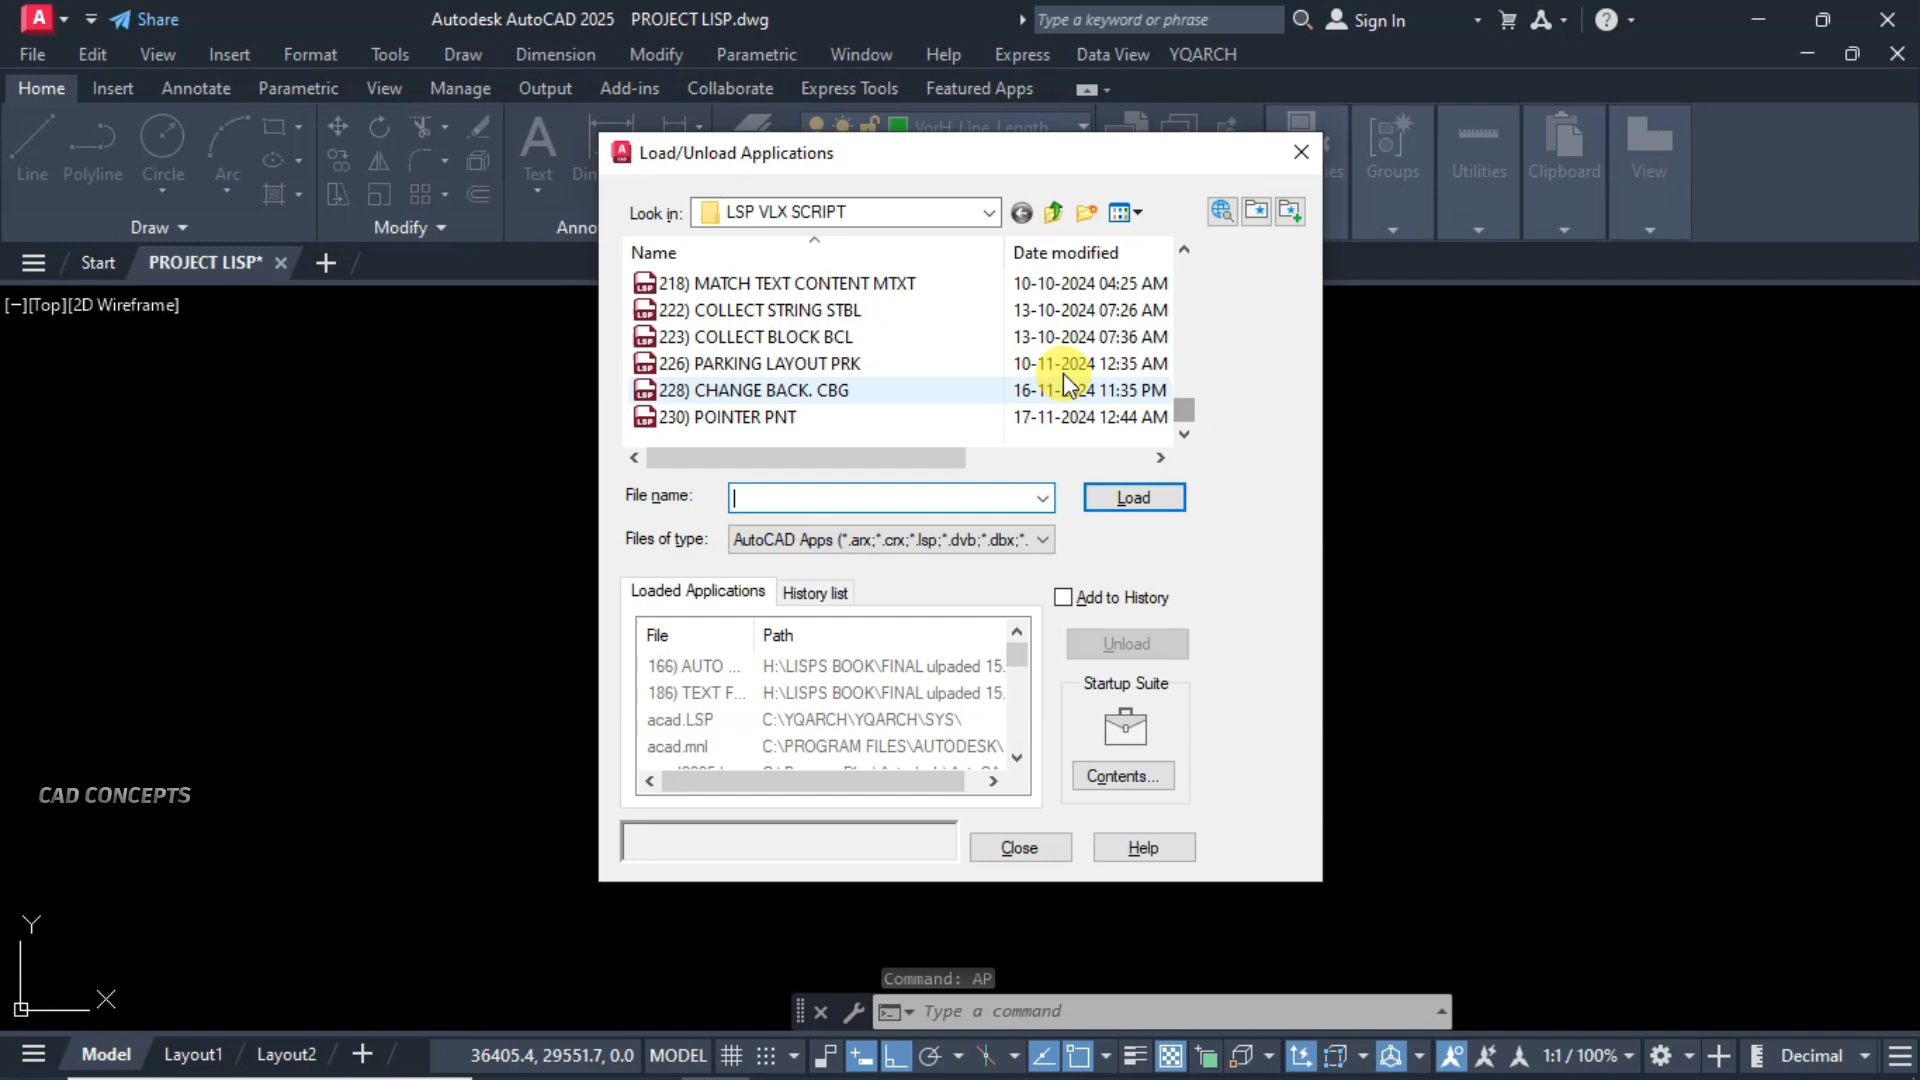 Share
Autodesk AutoCAD 2025 PROJECT LISP.dwg
Type a keyword or phrase
Sign In
File Edit View Insert Format Tools Draw Dimension Modify Parametric Window Help Express Data View YQARCH
Home Insert Annotate Parametric View Manage Output Add-ins Collaborate Express Tools Featured Apps
Line Polyline Circle Arc
Text
Groups Utilities Clipboard View
Draw Modify
Start PROJECT LISP*
[−][Top][2D Wireframe]
Load/Unload Applications
Look in: LSP VLX SCRIPT
Name Date modified
218) MATCH TEXT CONTENT MTXT 10-10-2024 04:25 AM
222) COLLECT STRING STBL 13-10-2024 07:26 AM
223) COLLECT BLOCK BCL 13-10-2024 07:36 AM
226) PARKING LAYOUT PRK 10-11-2024 12:35 AM
228) CHANGE BACK. CBG 16-11-2024 11:35 PM
230) POINTER PNT 17-11-2024 12:44 AM
File name: Load
Files of type: AutoCAD Apps (*.arx;*.crx;*.lsp;*.dvb;*.dbx;*.
Loaded Applications History list
Add to History
File Path
166) AUTO ... H:\LISPS BOOK\FINAL ulpaded 15.
186) TEXT F... H:\LISPS BOOK\FINAL ulpaded 15.
acad.LSP C:\YQARCH\YQARCH\SYS\
acad.mnl C:\PROGRAM FILES\AUTODESK\
Unload
Startup Suite
Contents...
Close Help
CAD CONCEPTS
Y
X
Command: AP
Type a command
Model Layout1 Layout2
36405.4, 29551.7, 0.0 MODEL
1:1 / 100%
Decimal